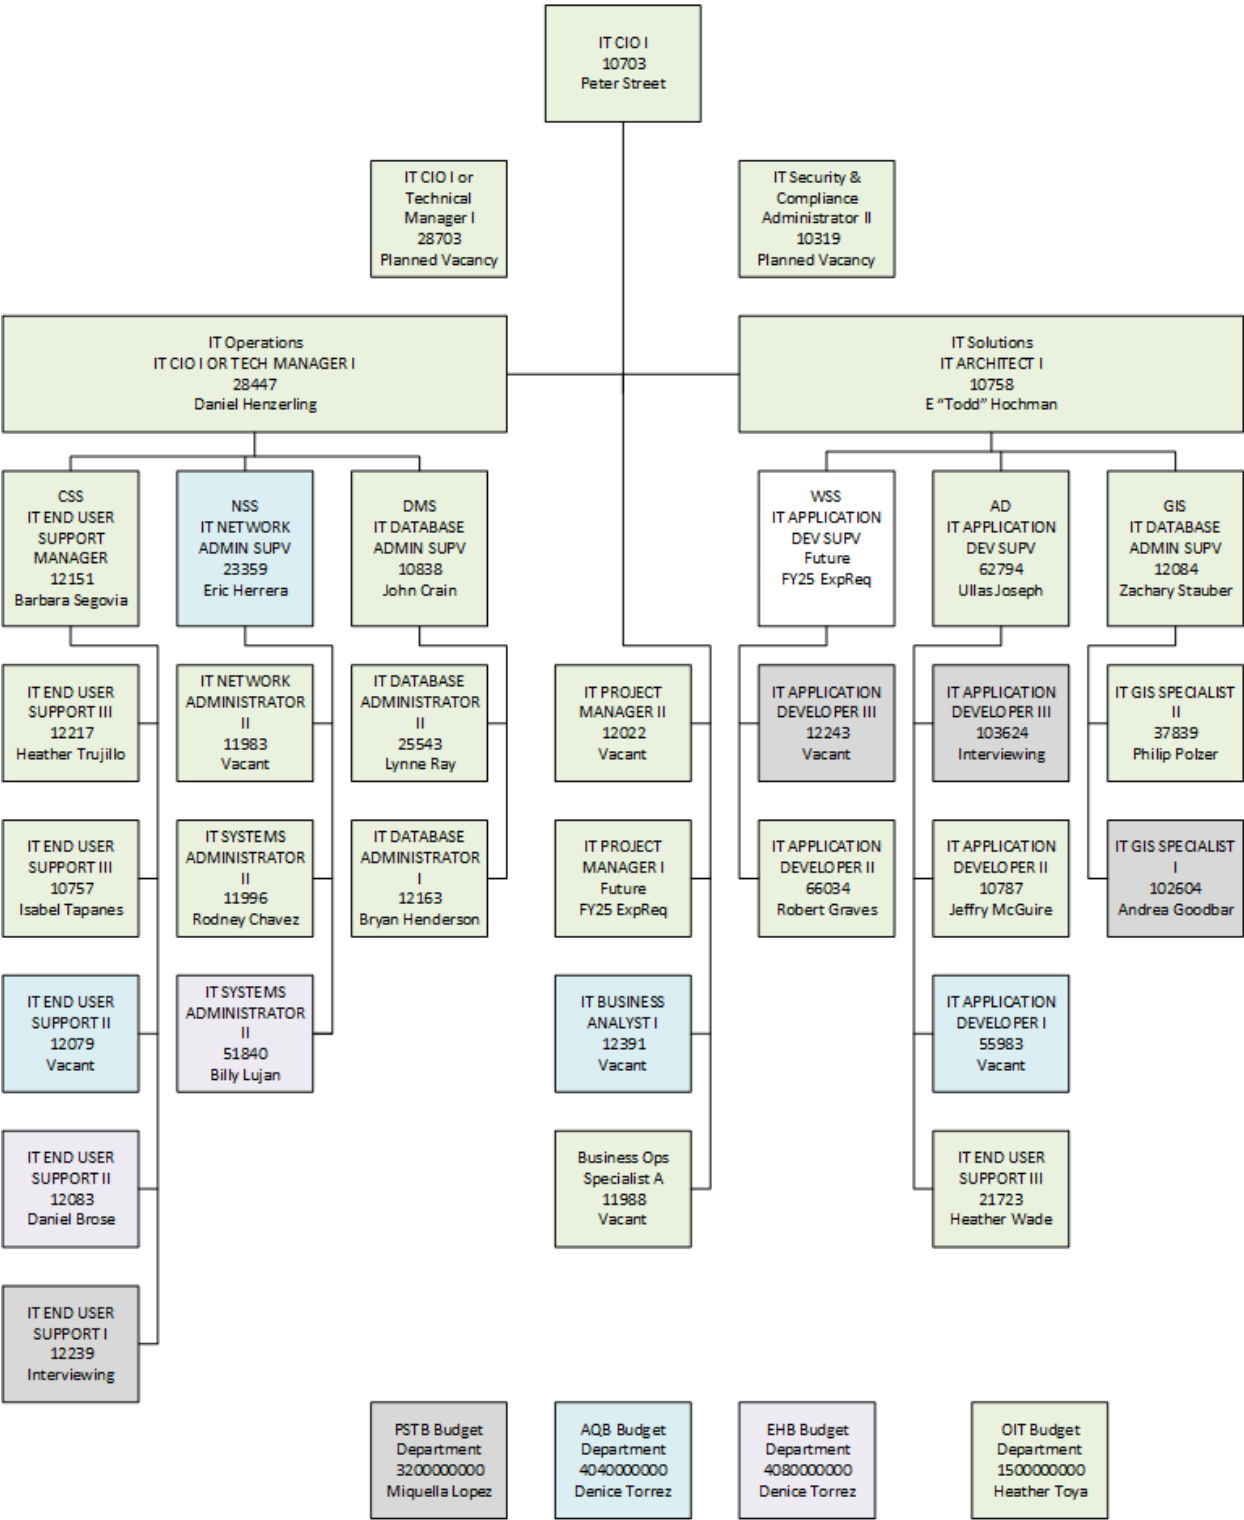 IT CIO I
10703
Peter Street
IT CIO I or
Technical
Manager I
28703
Planned Vacancy
IT Security &
Compliance
Administrator II
10319
Planned Vacancy
IT Operations
IT CIO I OR TECH MANAGER I
28447
Daniel Henzerling
IT Solutions
IT ARCHITECT I
10758
E “Todd” Hochman
CSS
IT END USER
SUPPORT
MANAGER
12151
Barbara Segovia
NSS
IT NETWORK
ADMIN SUPV
23359
Eric Herrera
DMS
IT DATABASE
ADMIN SUPV
10838
John Crain
WSS
IT APPLICATION
DEV SUPV
Future
FY25 ExpReq
AD
IT APPLICATION
DEV SUPV
62794
Ullas Joseph
GIS
IT DATABASE
ADMIN SUPV
12084
Zachary Stauber
IT END USER
SUPPORT III
12217
Heather Trujillo
IT NETWORK
ADMINISTRATOR
II
11983
Vacant
IT DATABASE
ADMINISTRATOR
II
25543
Lynne Ray
IT PROJECT
MANAGER II
12022
Vacant
IT APPLICATION
DEVELOPER III
12243
Vacant
IT APPLICATION
DEVELOPER III
103624
Interviewing
IT GIS SPECIALIST
II
37839
Philip Polzer
IT END USER
SUPPORT III
10757
Isabel Tapanes
IT SYSTEMS
ADMINISTRATOR
II
11996
Rodney Chavez
IT DATABASE
ADMINISTRATOR
I
12163
Bryan Henderson
IT PROJECT
MANAGER I
Future
FY25 ExpReq
IT APPLICATION
DEVELOPER II
66034
Robert Graves
IT APPLICATION
DEVELOPER II
10787
Jeffry McGuire
IT GIS SPECIALIST
I
102604
Andrea Goodbar
IT END USER
SUPPORT II
12079
Vacant
IT SYSTEMS
ADMINISTRATOR
II
51840
Billy Lujan
IT BUSINESS
ANALYST I
12391
Vacant
IT APPLICATION
DEVELOPER I
55983
Vacant
IT END USER
SUPPORT II
12083
Daniel Brose
Business Ops
Specialist A
11988
Vacant
IT END USER
SUPPORT III
21723
Heather Wade
IT END USER
SUPPORT I
12239
Interviewing
PSTB Budget
Department
3200000000
Miquella Lopez
AQB Budget
Department
4040000000
Denice Torrez
EHB Budget
Department
4080000000
Denice Torrez
OIT Budget
Department
1500000000
Heather Toya